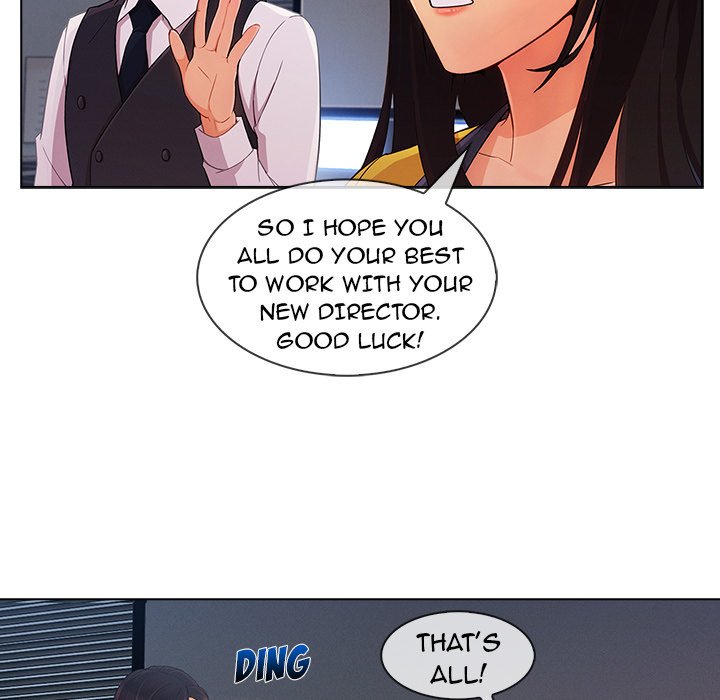 SO I HOPE YOU
ALL DO YOUR BEST
TO WORK WITH YOUR
NEW DIRECTOR.
GOOD LUCK!
DING
THAT'S
ALL!